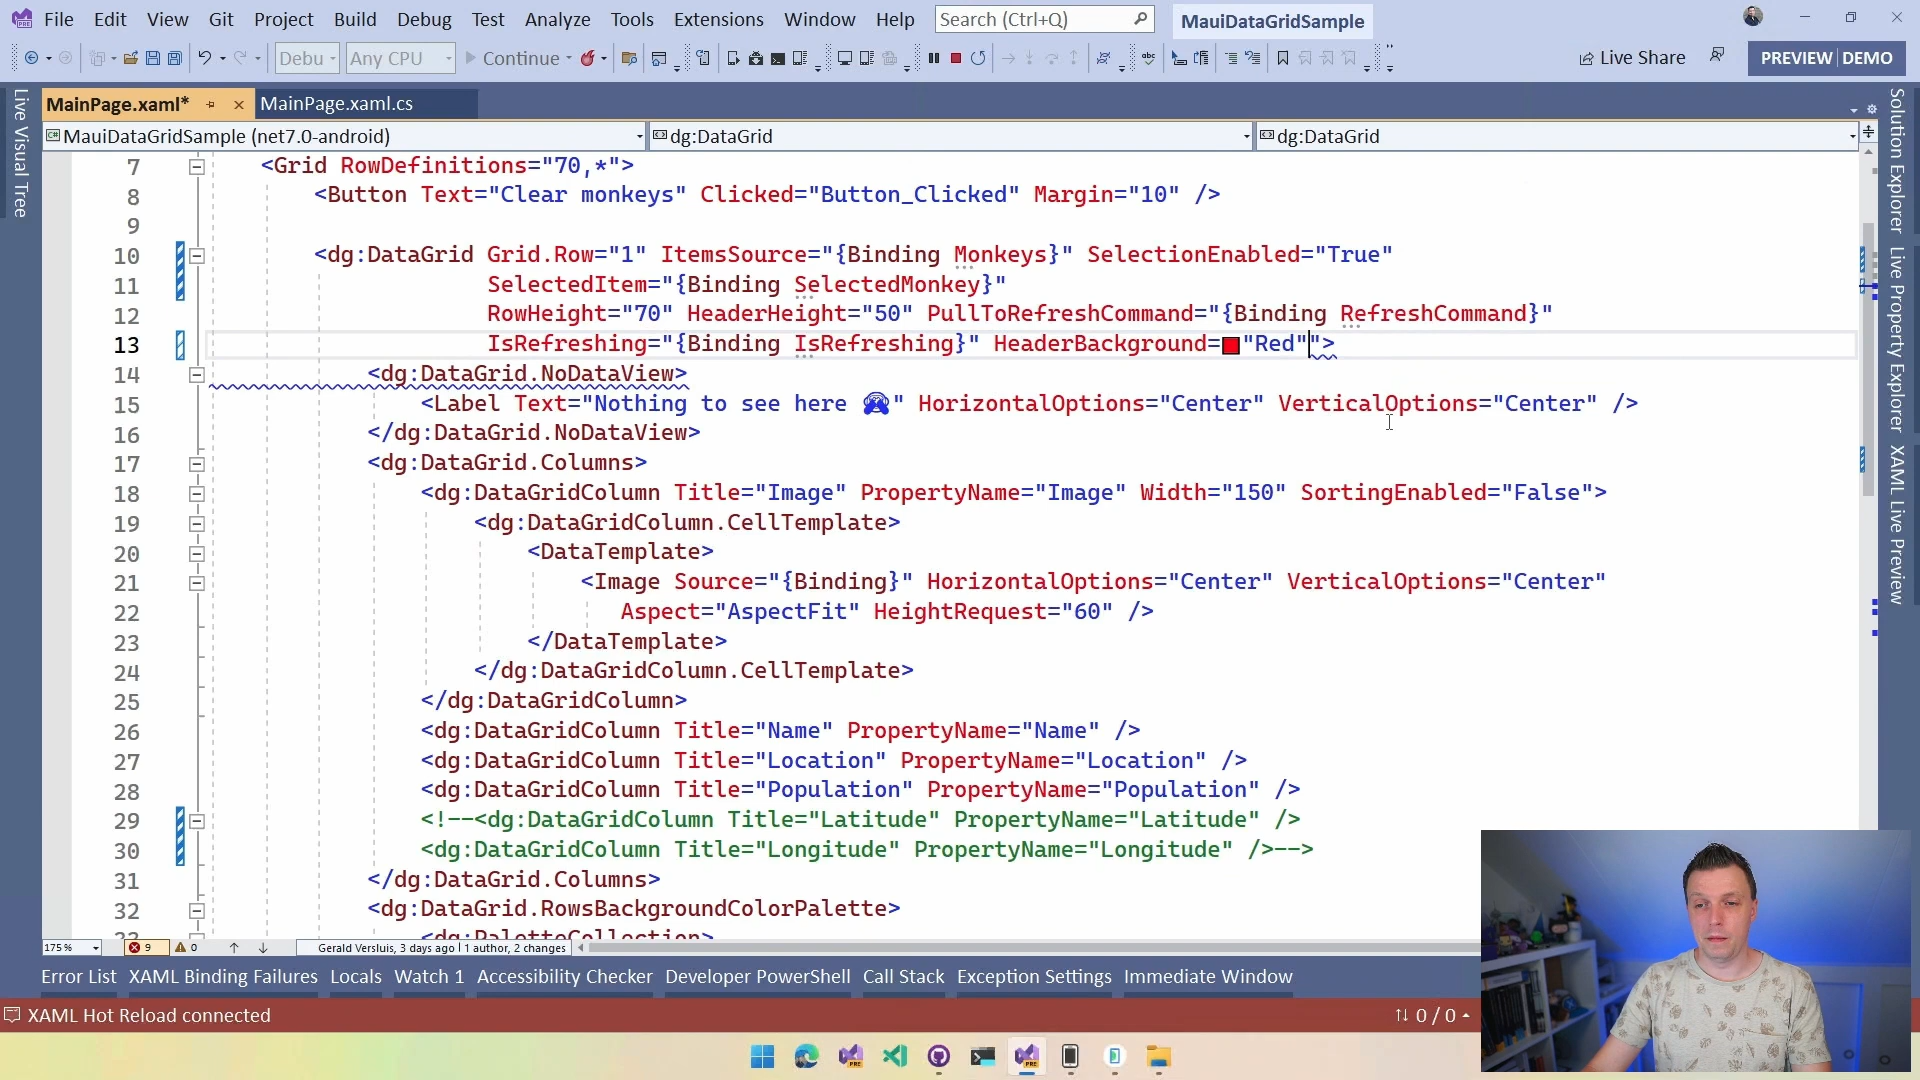 File Edit View Git Project Build Debug Test Analyze Tools Extensions Window Help Search (Ctrl+Q) MauiDataGridSample
Debu Any CPU Continue Live Share PREVIEW DEMO
MainPage.xaml* MainPage.xaml.cs
MauiDataGridSample (net7.0-android) dg:DataGrid dg:DataGrid
Live Visual Tree
7 <Grid RowDefinitions="70,*">
8 <Button Text="Clear monkeys" Clicked="Button_Clicked" Margin="10" />
9
10 <dg:DataGrid Grid.Row="1" ItemsSource="{Binding Monkeys}" SelectionEnabled="True"
11 SelectedItem="{Binding SelectedMonkey}"
12 RowHeight="70" HeaderHeight="50" PullToRefreshCommand="{Binding RefreshCommand}"
13 IsRefreshing="{Binding IsRefreshing}" HeaderBackground="Red"">
14 <dg:DataGrid.NoDataView>
15 <Label Text="Nothing to see here 🙈" HorizontalOptions="Center" VerticalOptions="Center" />
16 </dg:DataGrid.NoDataView>
17 <dg:DataGrid.Columns>
18 <dg:DataGridColumn Title="Image" PropertyName="Image" Width="150" SortingEnabled="False">
19 <dg:DataGridColumn.CellTemplate>
20 <DataTemplate>
21 <Image Source="{Binding}" HorizontalOptions="Center" VerticalOptions="Center"
22 Aspect="AspectFit" HeightRequest="60" />
23 </DataTemplate>
24 </dg:DataGridColumn.CellTemplate>
25 </dg:DataGridColumn>
26 <dg:DataGridColumn Title="Name" PropertyName="Name" />
27 <dg:DataGridColumn Title="Location" PropertyName="Location" />
28 <dg:DataGridColumn Title="Population" PropertyName="Population" />
29 <!--<dg:DataGridColumn Title="Latitude" PropertyName="Latitude" />
30 <dg:DataGridColumn Title="Longitude" PropertyName="Longitude" />-->
31 </dg:DataGrid.Columns>
32 <dg:DataGrid.RowsBackgroundColorPalette>
<dg:PaletteCollection>
Solution Explorer
Live Property Explorer
XAML Live Preview
175 % 9 0 Gerald Versluis, 3 days ago | 1 author, 2 changes
Error List XAML Binding Failures Locals Watch 1 Accessibility Checker Developer PowerShell Call Stack Exception Settings Immediate Window
XAML Hot Reload connected 0 / 0